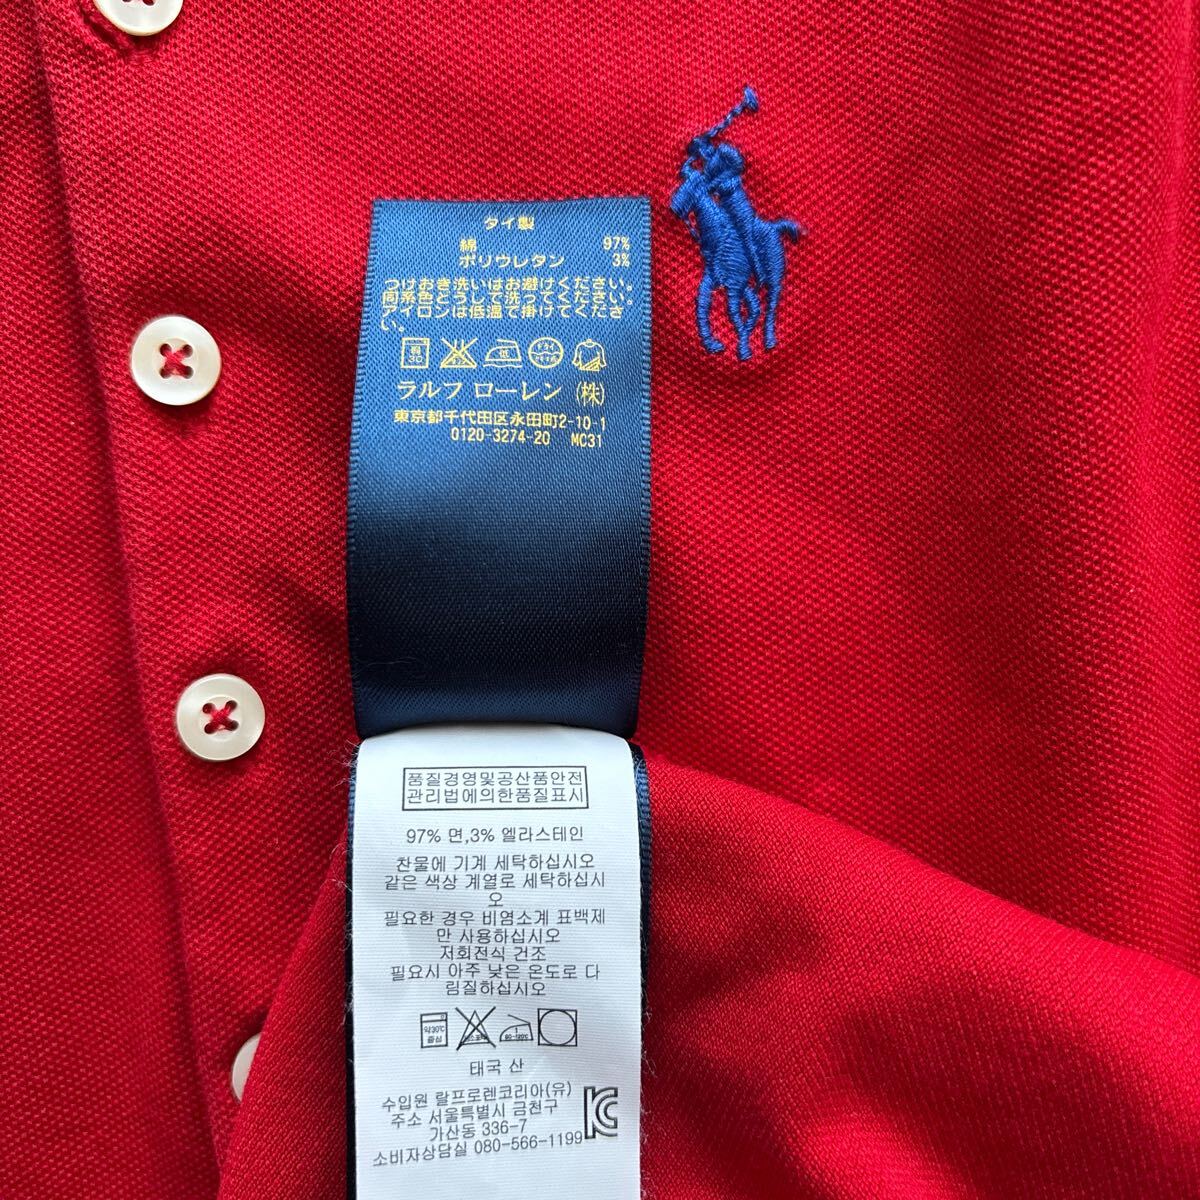 タイ製
綿 97%
ポリウレタン 3%
つけおき洗いはお避けください。
同系色どうしで洗ってください。
アイロンは低温で掛けてくださ
い。
ラルフ ローレン (株)
東京都千代田区永田町2-10-1
0120-3274-20 MC31
품질경영및공산품안전
관리법에의한품질표시
97% 면,3% 엘라스테인
찬물에 기계 세탁하십시오
같은 색상 계열로 세탁하십시
오
필요한 경우 비염소계 표백제
만 사용하십시오
저회전식 건조
필요시 아주 낮은 온도로 다
림질하십시오
약30℃
중심
80-120℃
태국 산
수입원 랄프로렌코리아(유)
주소 서울특별시 금천구
가산동 336-7
소비자상담실 080-566-1199